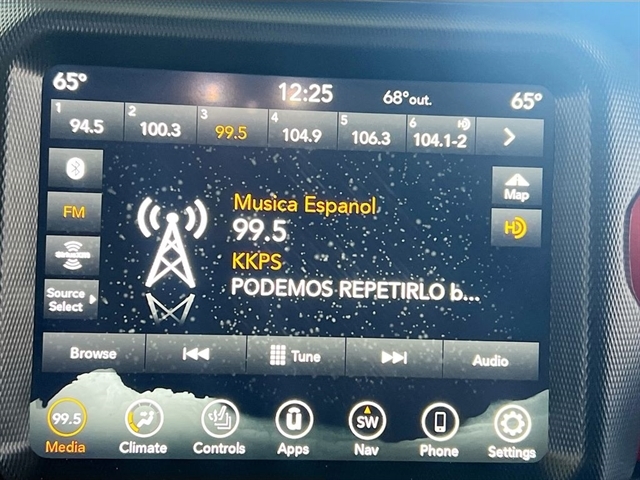 65° 12:25 68° out. 65°
1 2 3 4 5 6 HD
94.5 100.3 99.5 104.9 106.3 104.1-2
Map
FM
HD
Musica Espanol
99.5
KKPS
PODEMOS REPETIRLO b...
SiriusXM
Source
Select
Browse Tune Audio
99.5 SW
Media Climate Controls Apps Nav Phone Settings